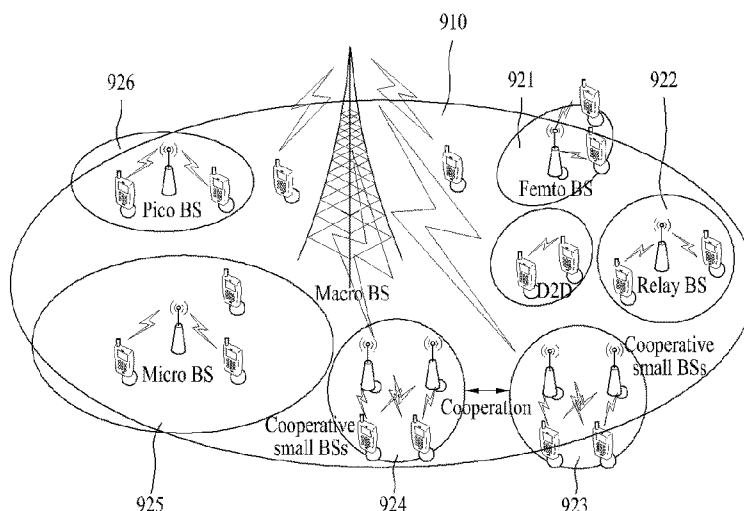 910
926
921
922
Femto BS
Pico BS
D2D
Relay BS
Macro BS
Micro BS
Cooperative
small BSs
Cooperation
Cooperative
small BSs
925
924
923